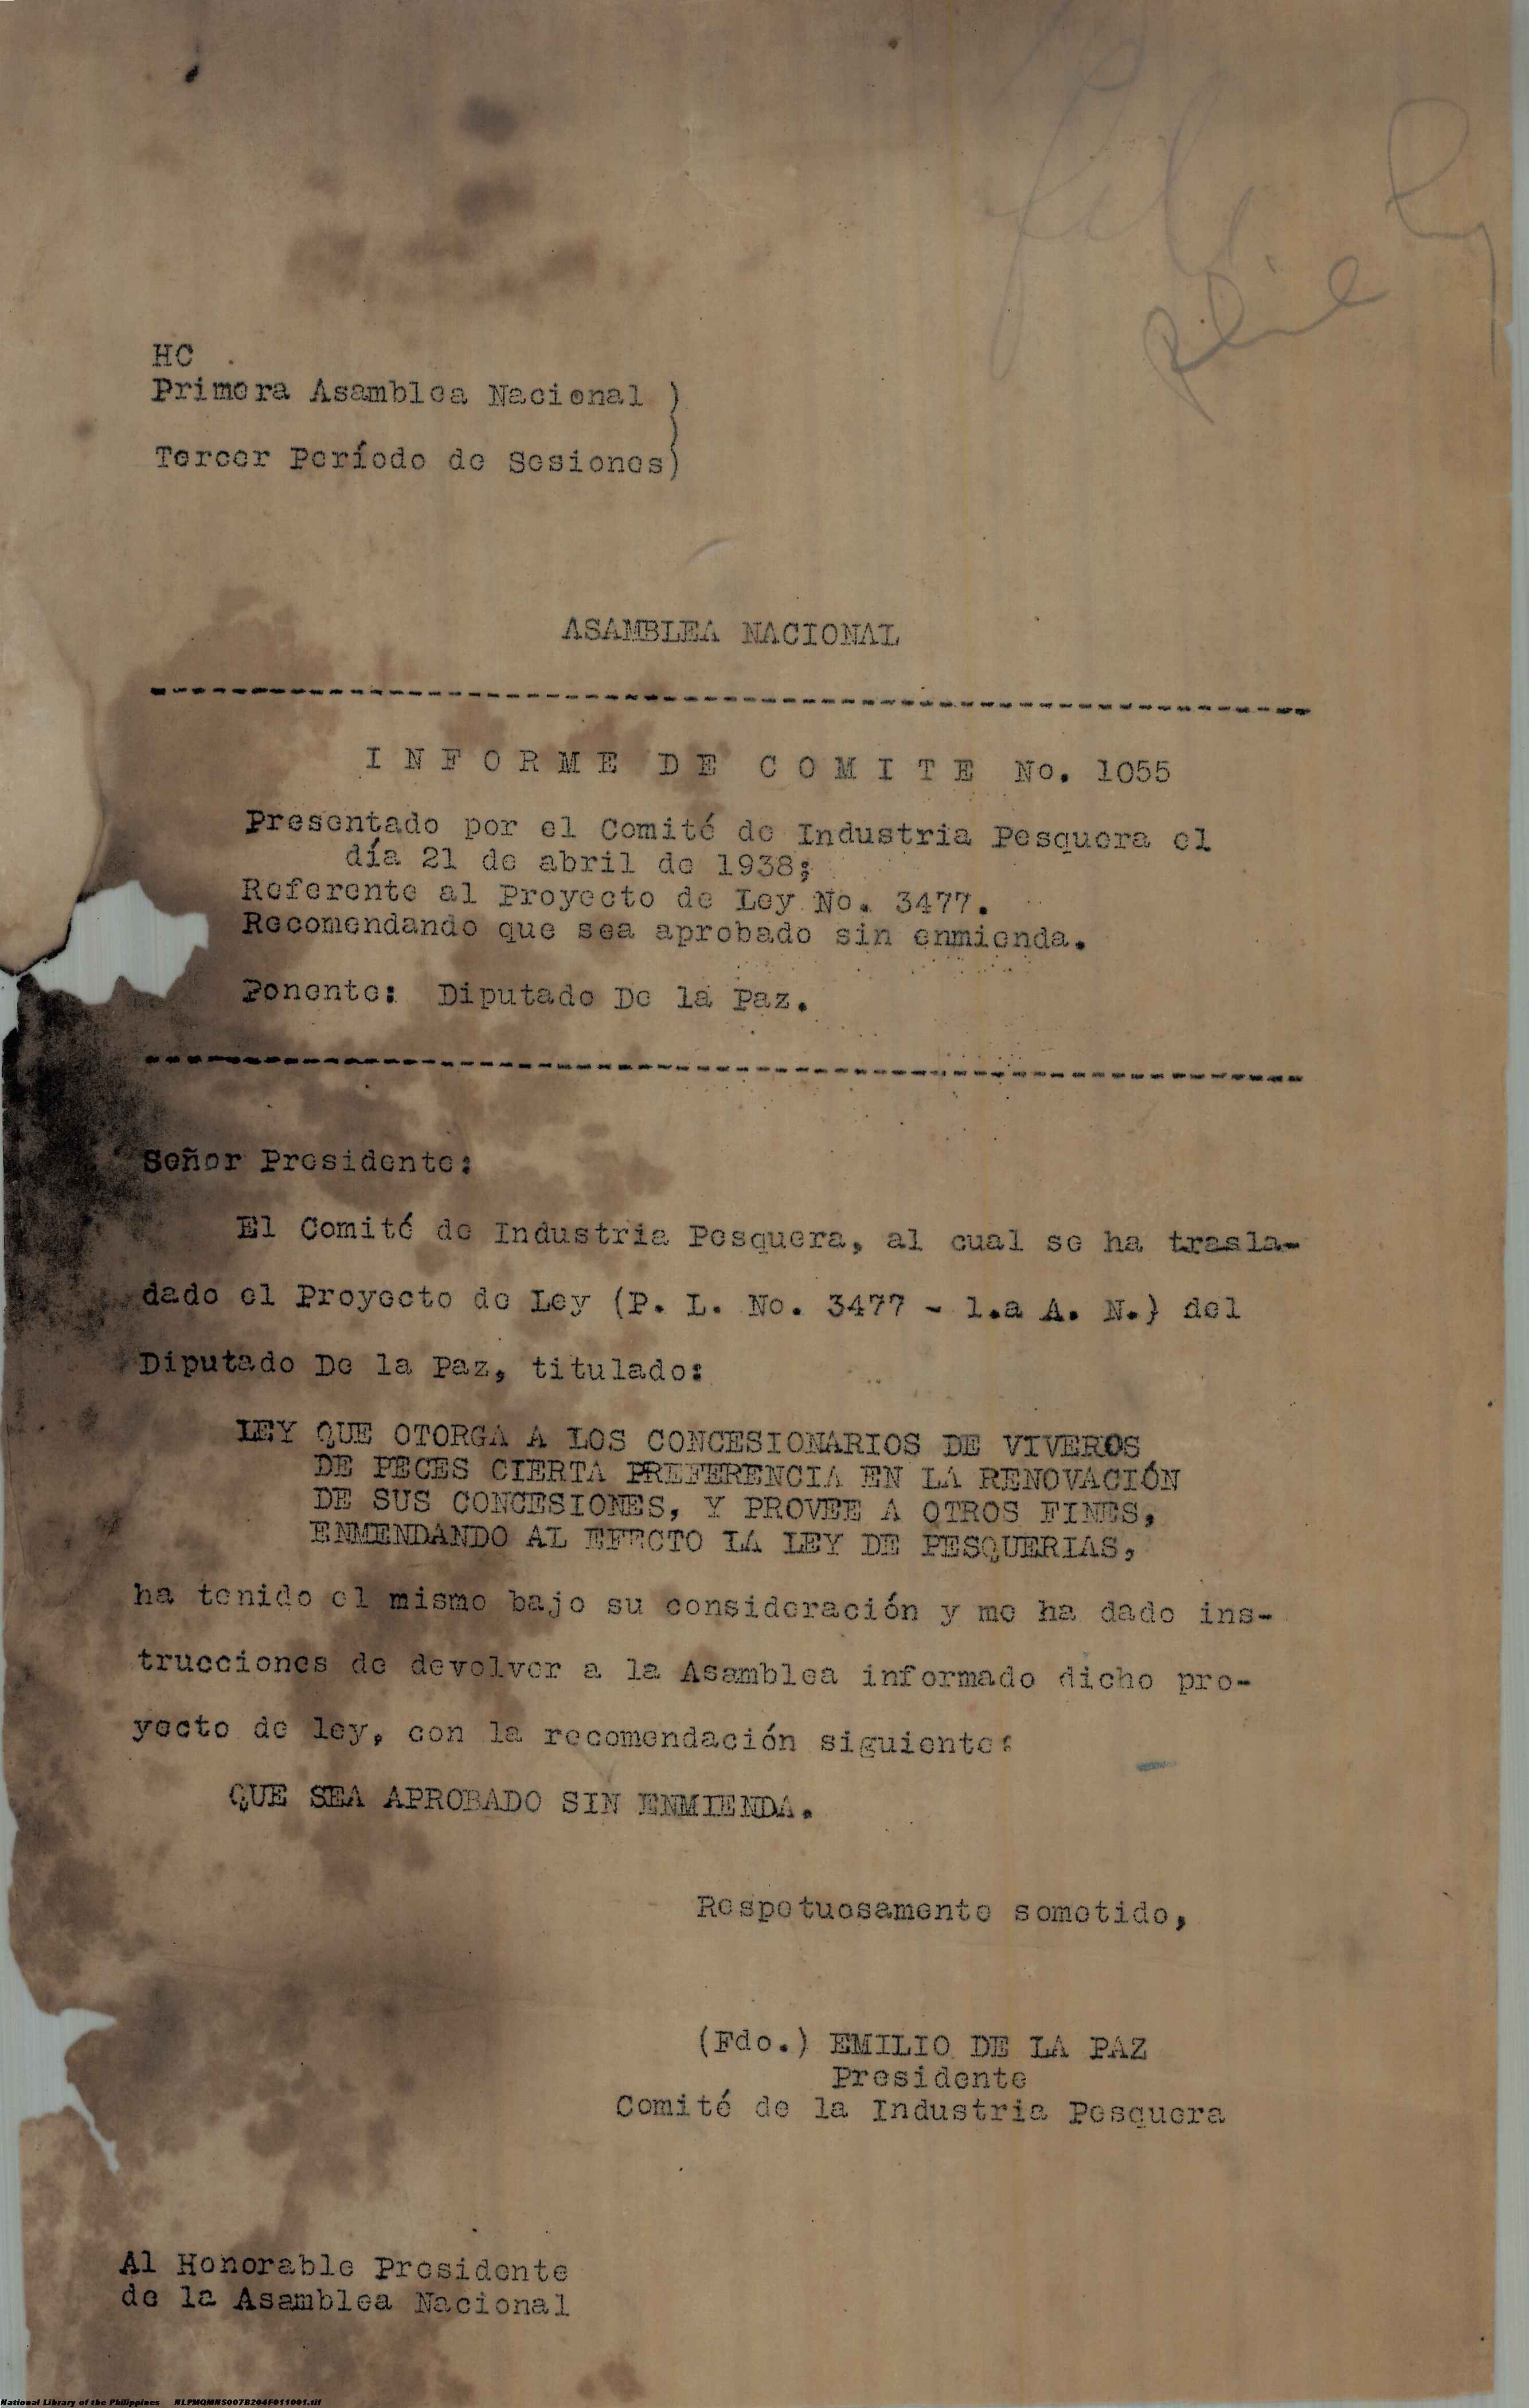 HC
Primera Asamblea Nacional )
)
Tercer Período de Sesiones)
ASAMBLEA NACIONAL
I N F O R M E D E C O M I T E No. 1055
Presentado por el Comité de Industria Pesquera el
día 21 de abril de 1938;
Referente al Proyecto de Ley No. 3477.
Recomendando que sea aprobado sin enmienda.
Ponente: Diputado De la Paz.
Señor Presidente:
El Comité de Industria Pesquera, al cual se ha trasla-
dado el Proyecto de Ley (P. L. No. 3477 - 1.a A. N.) del
Diputado De la Paz, titulado:
LEY QUE OTORGA A LOS CONCESIONARIOS DE VIVEROS
DE PECES CIERTA PREFERENCIA EN LA RENOVACIÓN
DE SUS CONCESIONES, Y PROVEE A OTROS FINES,
ENMENDANDO AL EFECTO LA LEY DE PESQUERIAS,
ha tenido el mismo bajo su consideración y me ha dado ins-
trucciones de devolver a la Asamblea informado dicho pro-
yecto de ley, con la recomendación siguiente:
QUE SEA APROBADO SIN ENMIENDA.
Respetuosamente sometido,
(Fdo.) EMILIO DE LA PAZ
Presidente
Comité de la Industria Pesquera
Al Honorable Presidente
de la Asamblea Nacional
National Library of the Philippines NLPMQMNS007B204F011001.tif